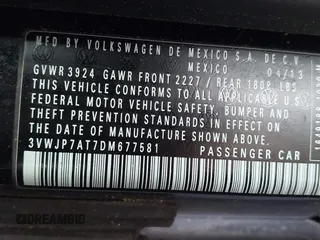 MFD BY VOLKSWAGEN DE MEXICO S.A. DE C.V.
MEXICO 04/13
GVWR 3924 GAWR FRONT 2227 / REAR 1808 LBS
THIS VEHICLE CONFORMS TO ALL APPLICABLE
FEDERAL MOTOR VEHICLE SAFETY, BUMPER AND
THEFT PREVENTION STANDARDS IN EFFECT ON
THE DATE OF MANUFACTURE SHOWN ABOVE.
3VWJP7AT7DM677581 PASSENGER CAR
DREAMBID